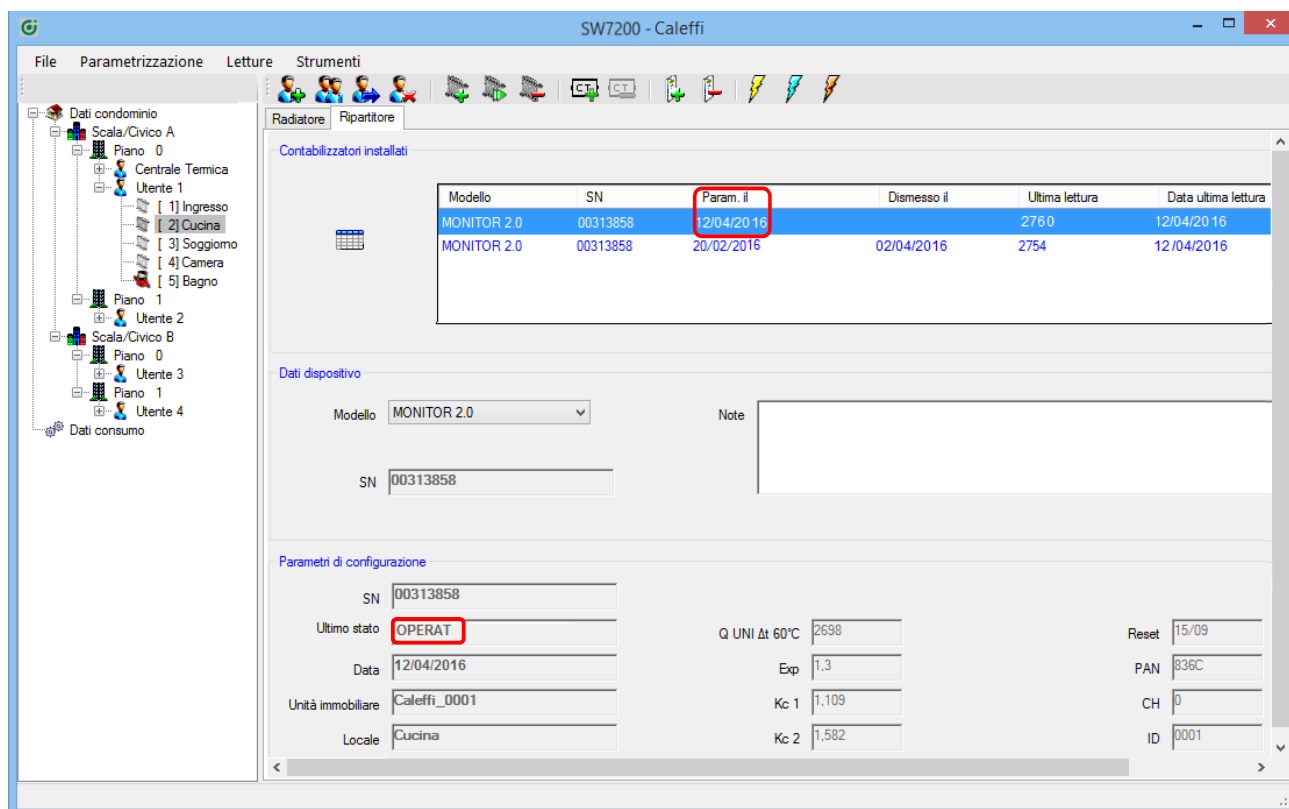 SW7200 - Caleffi
File Parametrizzazione Letture Strumenti
CT CT
Dati condominio
Scala/Civico A
Piano 0
Centrale Termica
Utente 1
[ 1] Ingresso
[ 2] Cucina
[ 3] Soggiorno
[ 4] Camera
[ 5] Bagno
Piano 1
Utente 2
Scala/Civico B
Piano 0
Utente 3
Piano 1
Utente 4
Dati consumo
Radiatore Ripartitore
Contabilizzatori installati
Modello SN Param. il Dismesso il Ultima lettura Data ultima lettura
MONITOR 2.0 00313858 12/04/2016 2760 12/04/2016
MONITOR 2.0 00313858 20/02/2016 02/04/2016 2754 12/04/2016
Dati dispositivo
Modello MONITOR 2.0 Note
SN 00313858
Parametri di configurazione
SN 00313858
Ultimo stato OPERAT Q UNI Δt 60°C 2698 Reset 15/09
Data 12/04/2016 Exp 1,3 PAN 836C
Unità immobiliare Caleffi_0001 Kc 1 1,109 CH 0
Locale Cucina Kc 2 1,582 ID 0001